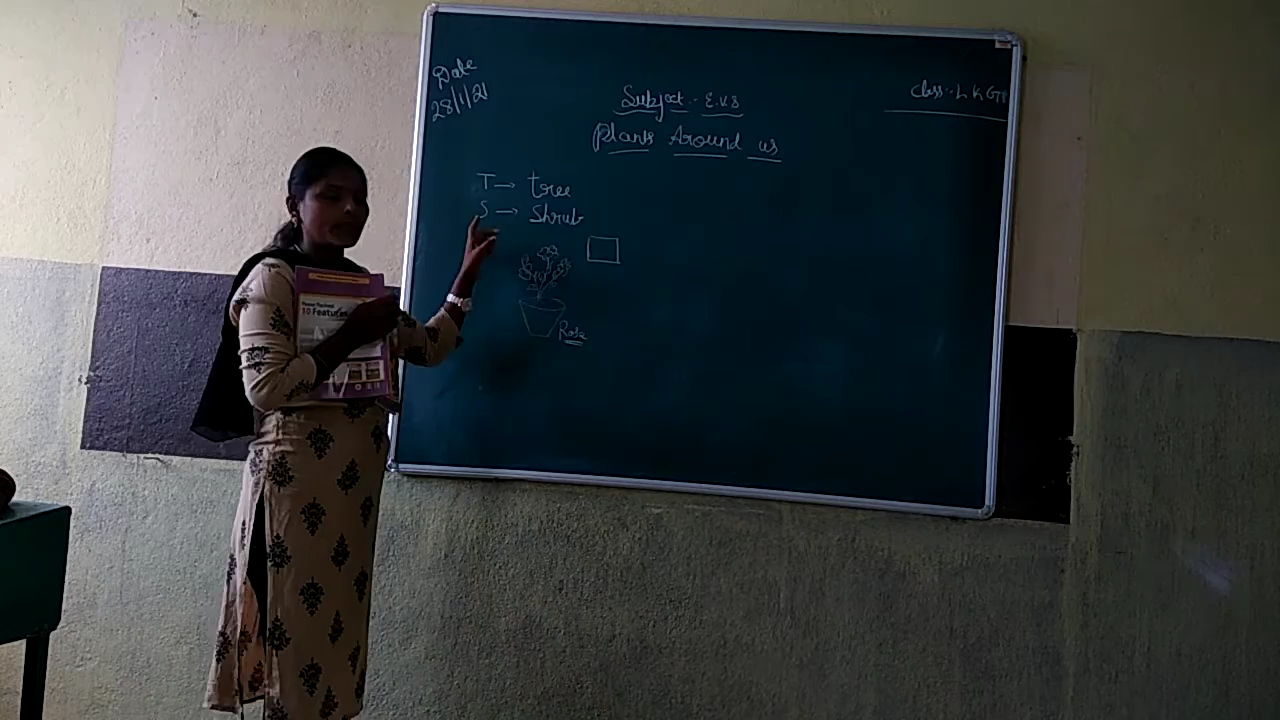 Date
28/1/21
Subject :- E.V.S
Class :- L K G
Plants Around us
T → tree
S → Shrub
Rose
10 Features